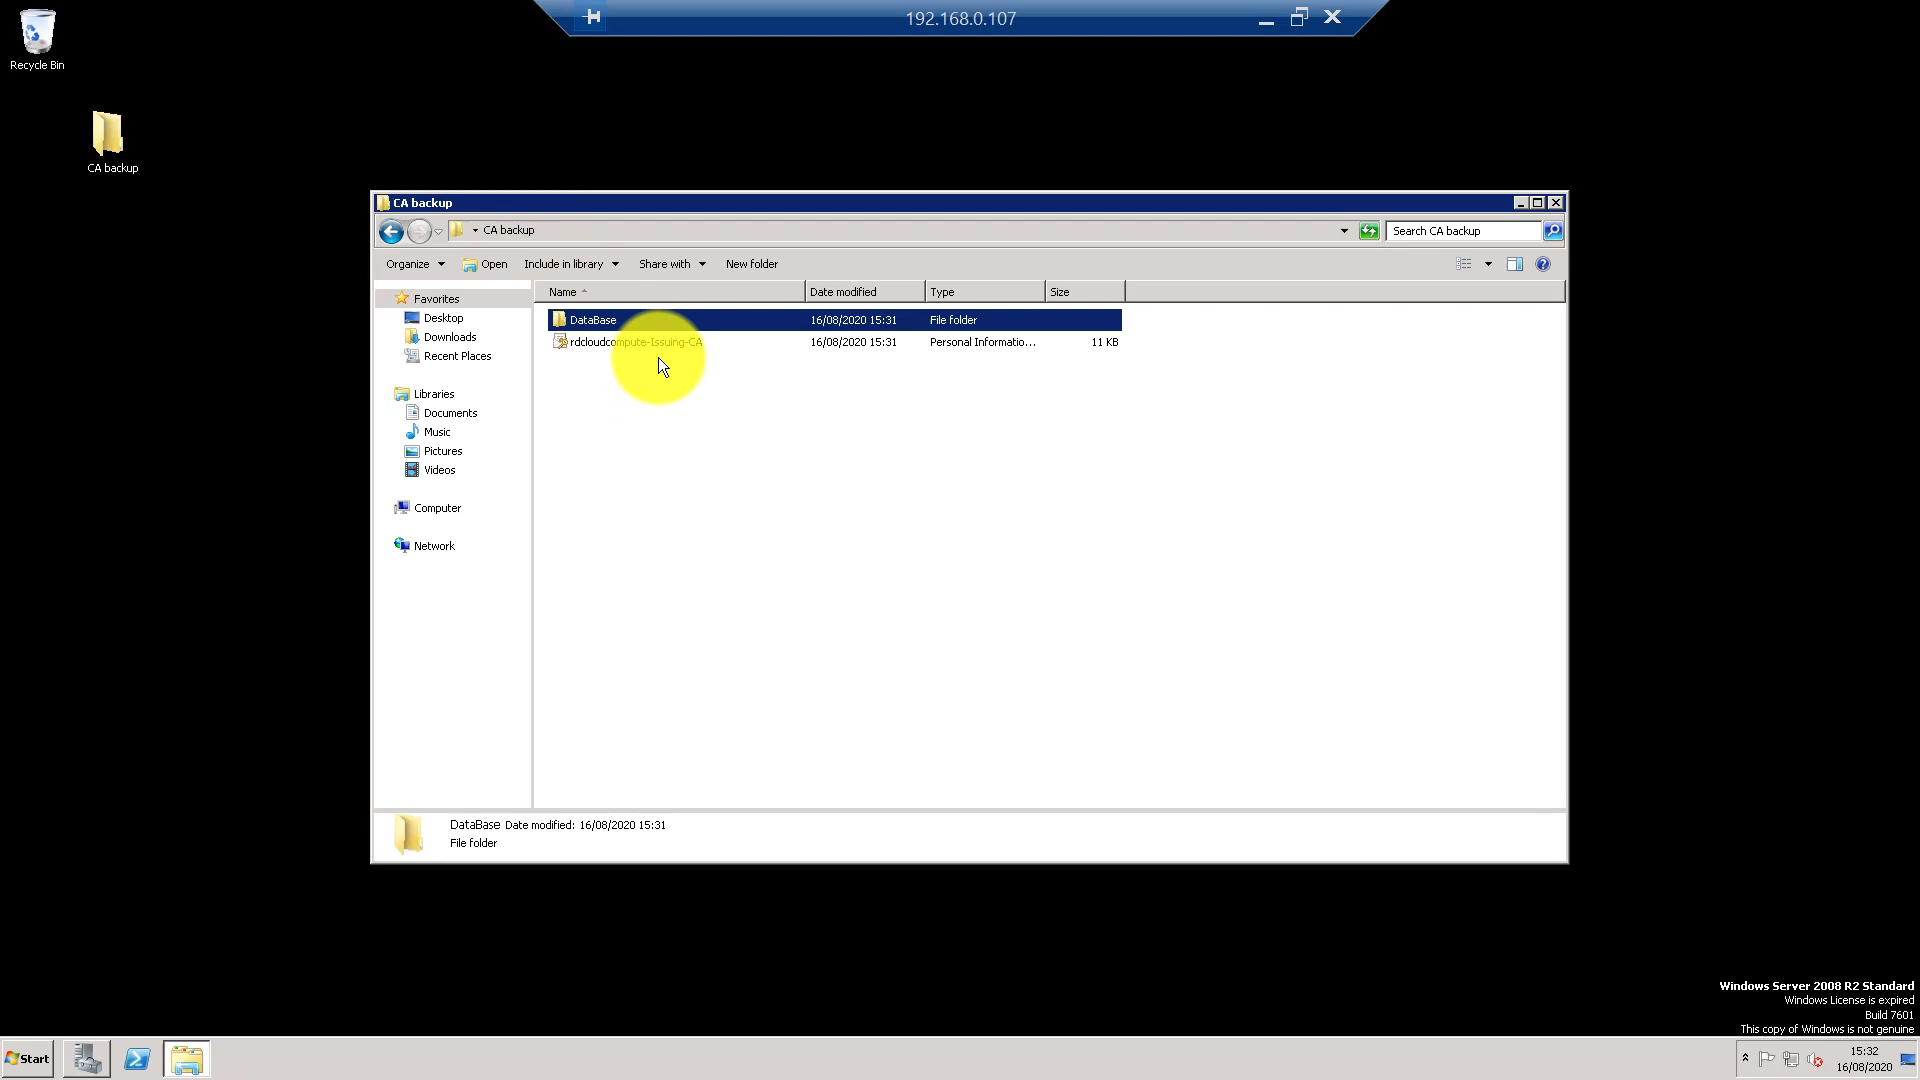 192.168.0.107
Recycle Bin
CA backup
CA backup
CA backup
Search CA backup
Organize
Open
Include in library
Share with
New folder
Name
Date modified
Type
Size
Favorites
Desktop
Downloads
Recent Places
Libraries
Documents
Music
Pictures
Videos
Computer
Network
DataBase 16/08/2020 15:31 File folder
rdcloudcompute-Issuing-CA 16/08/2020 15:31 Personal Informatio... 11 KB
DataBase Date modified: 16/08/2020 15:31
File folder
Windows Server 2008 R2 Standard
Windows License is expired
Build 7601
This copy of Windows is not genuine
Start
15:32
16/08/2020